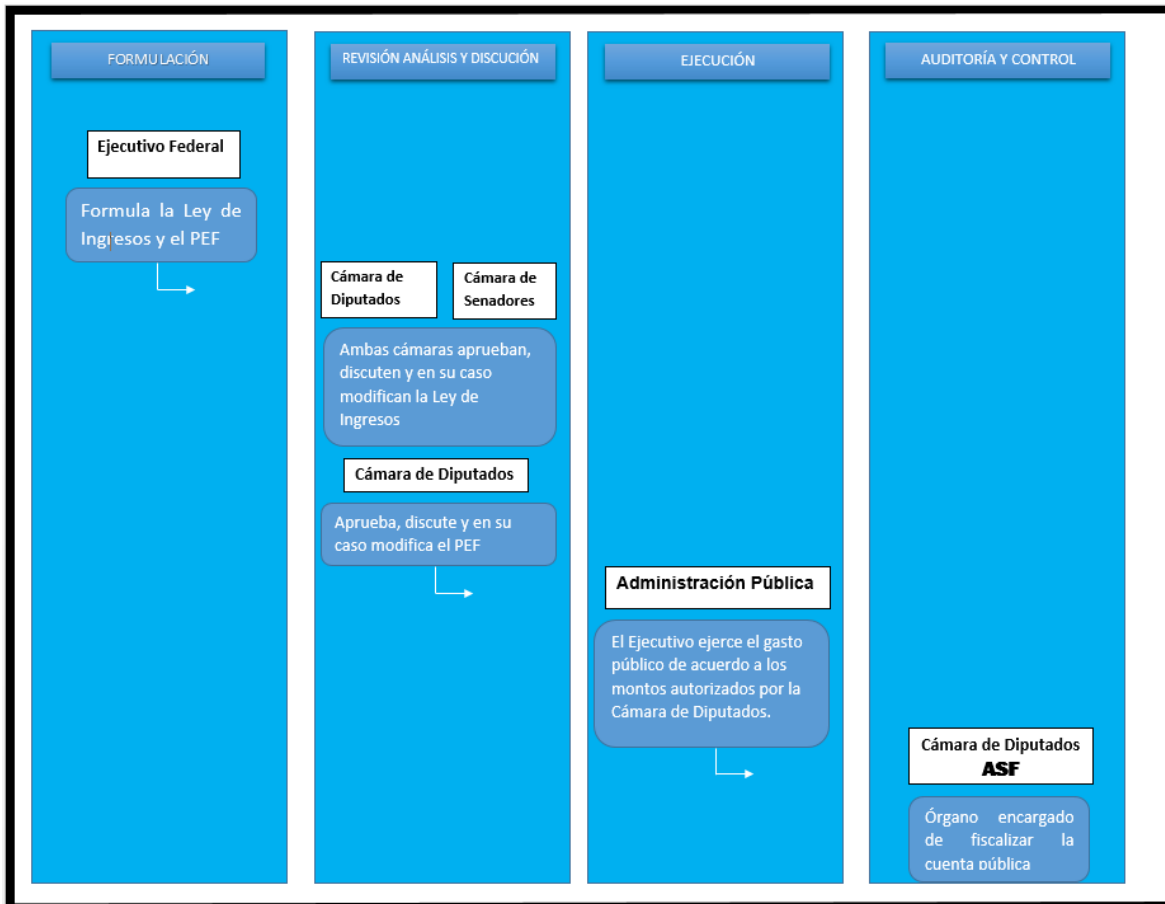 FORMULACIÓN
Ejecutivo Federal
Formula la Ley de
Ingresos y el PEF
REVISIÓN ANÁLISIS Y DISCUCIÓN
Cámara de
Diputados
Cámara de
Senadores
Ambas cámaras aprueban,
discuten y en su caso
modifican la Ley de
Ingresos
Cámara de Diputados
Aprueba, discute y en su
caso modifica el PEF
EJECUCIÓN
Administración Pública
El Ejecutivo ejerce el gasto
público de acuerdo a los
montos autorizados por la
Cámara de Diputados.
AUDITORÍA Y CONTROL
Cámara de Diputados
ASF
Órgano encargado
de fiscalizar la
cuenta pública